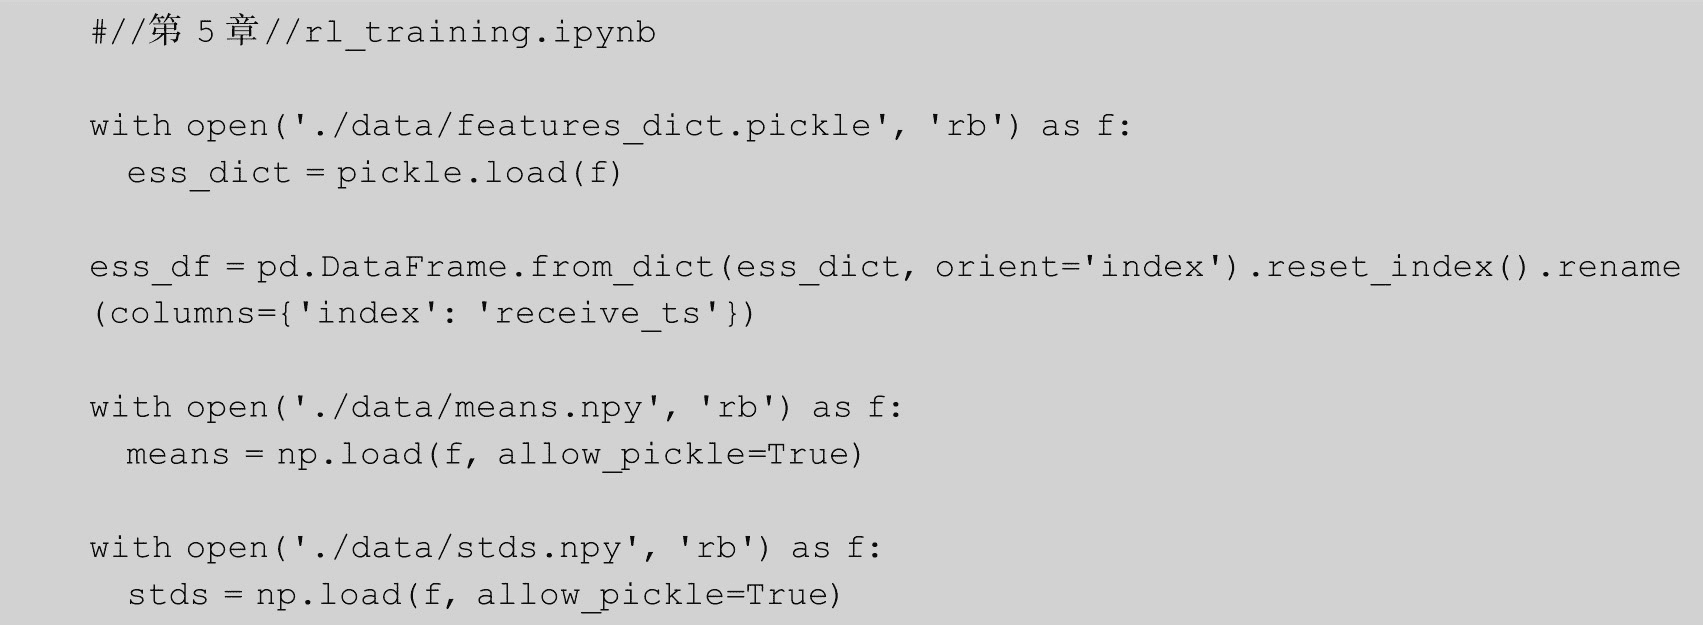 #//第 5 章//rl_training.ipynb
with open('./data/features_dict.pickle', 'rb') as f:
  ess_dict = pickle.load(f)
ess_df = pd.DataFrame.from_dict(ess_dict, orient='index').reset_index().rename
(columns={'index': 'receive_ts'})
with open('./data/means.npy', 'rb') as f:
  means = np.load(f, allow_pickle=True)
with open('./data/stds.npy', 'rb') as f:
  stds = np.load(f, allow_pickle=True)